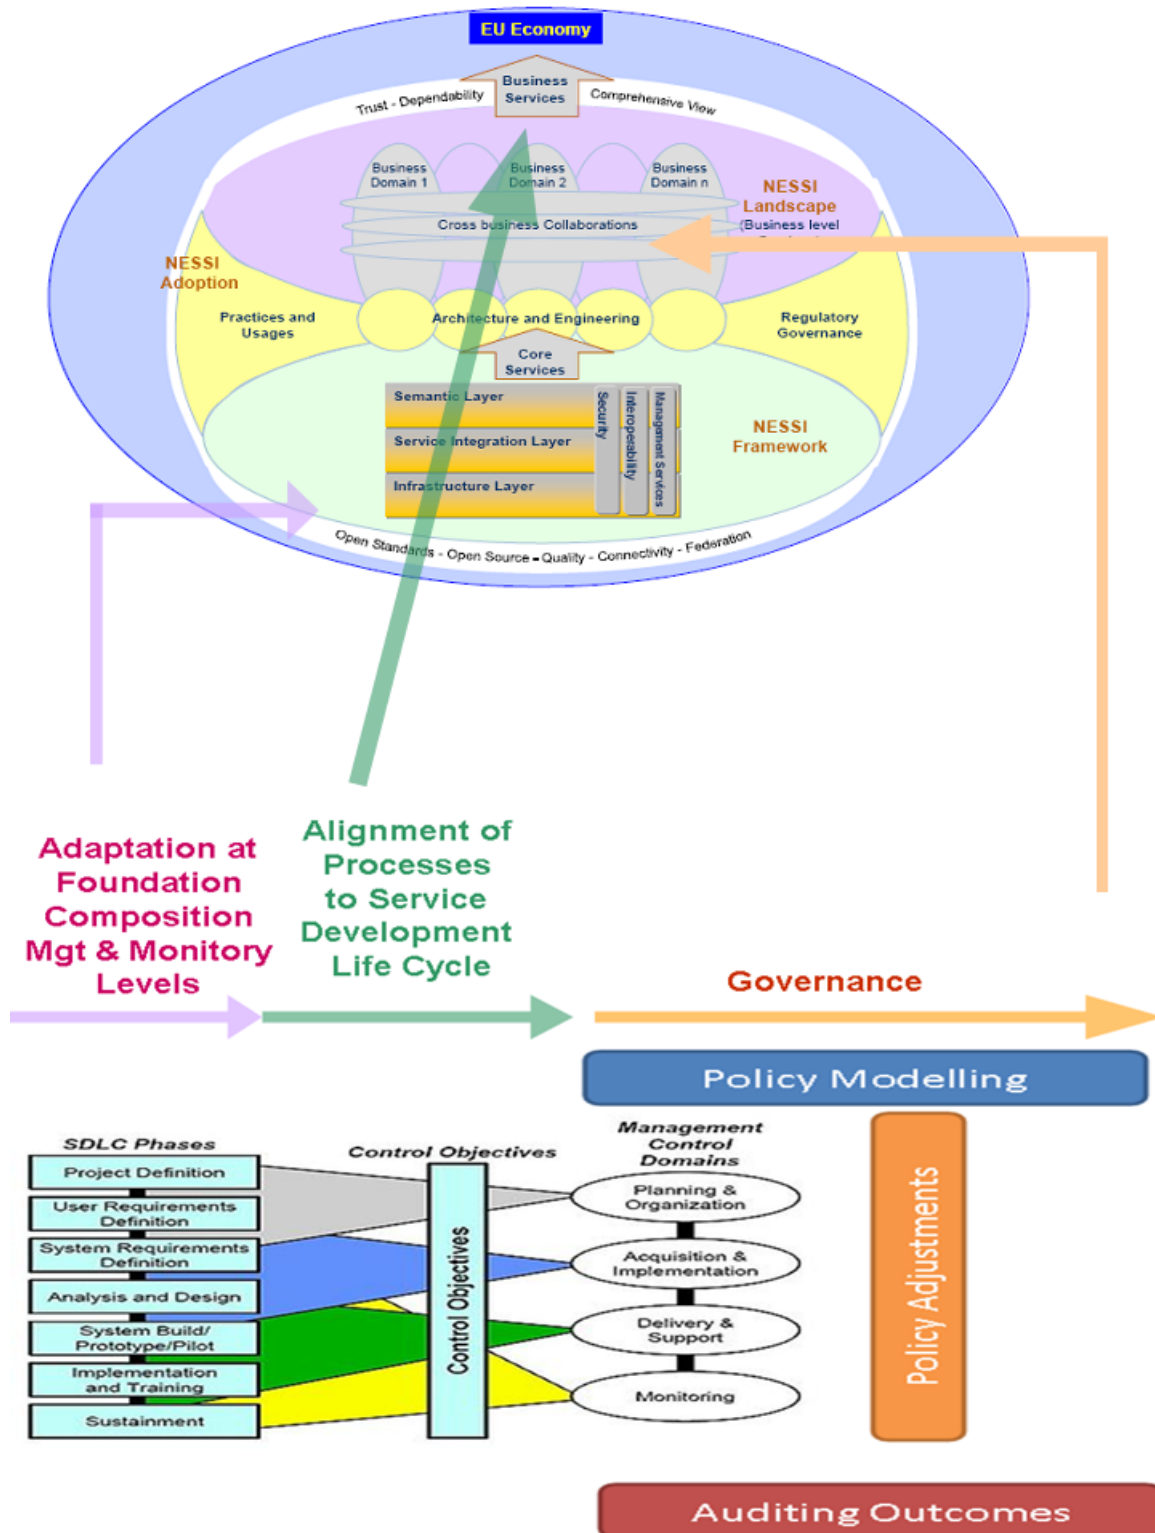 EU Economy
Business
Services
Trust - Dependability
Comprehensive View
Business
Domain 1
Business
Domain 2
Business
Domain n
NESSI
Landscape
(Business level
Cross business Collaborations
NESSI
Adoption
Practices and
Usages
Architecture and Engineering
Regulatory
Governance
Core
Services
Semantic Layer
Service Integration Layer
Infrastructure Layer
Security
Interoperability
Management Services
NESSI
Framework
Open Standards - Open Source - Quality - Connectivity - Federation
Adaptation at
Foundation
Composition
Mgt & Monitory
Levels
Alignment of
Processes
to Service
Development
Life Cycle
Governance
Policy Modelling
SDLC Phases
Project Definition
User Requirements
Definition
System Requirements
Definition
Analysis and Design
System Build/
Prototype/Pilot
Implementation
and Training
Sustainment
Control Objectives
Control Objectives
Management
Control
Domains
Planning &
Organization
Acquisition &
Implementation
Delivery &
Support
Monitoring
Policy Adjustments
Auditing Outcomes